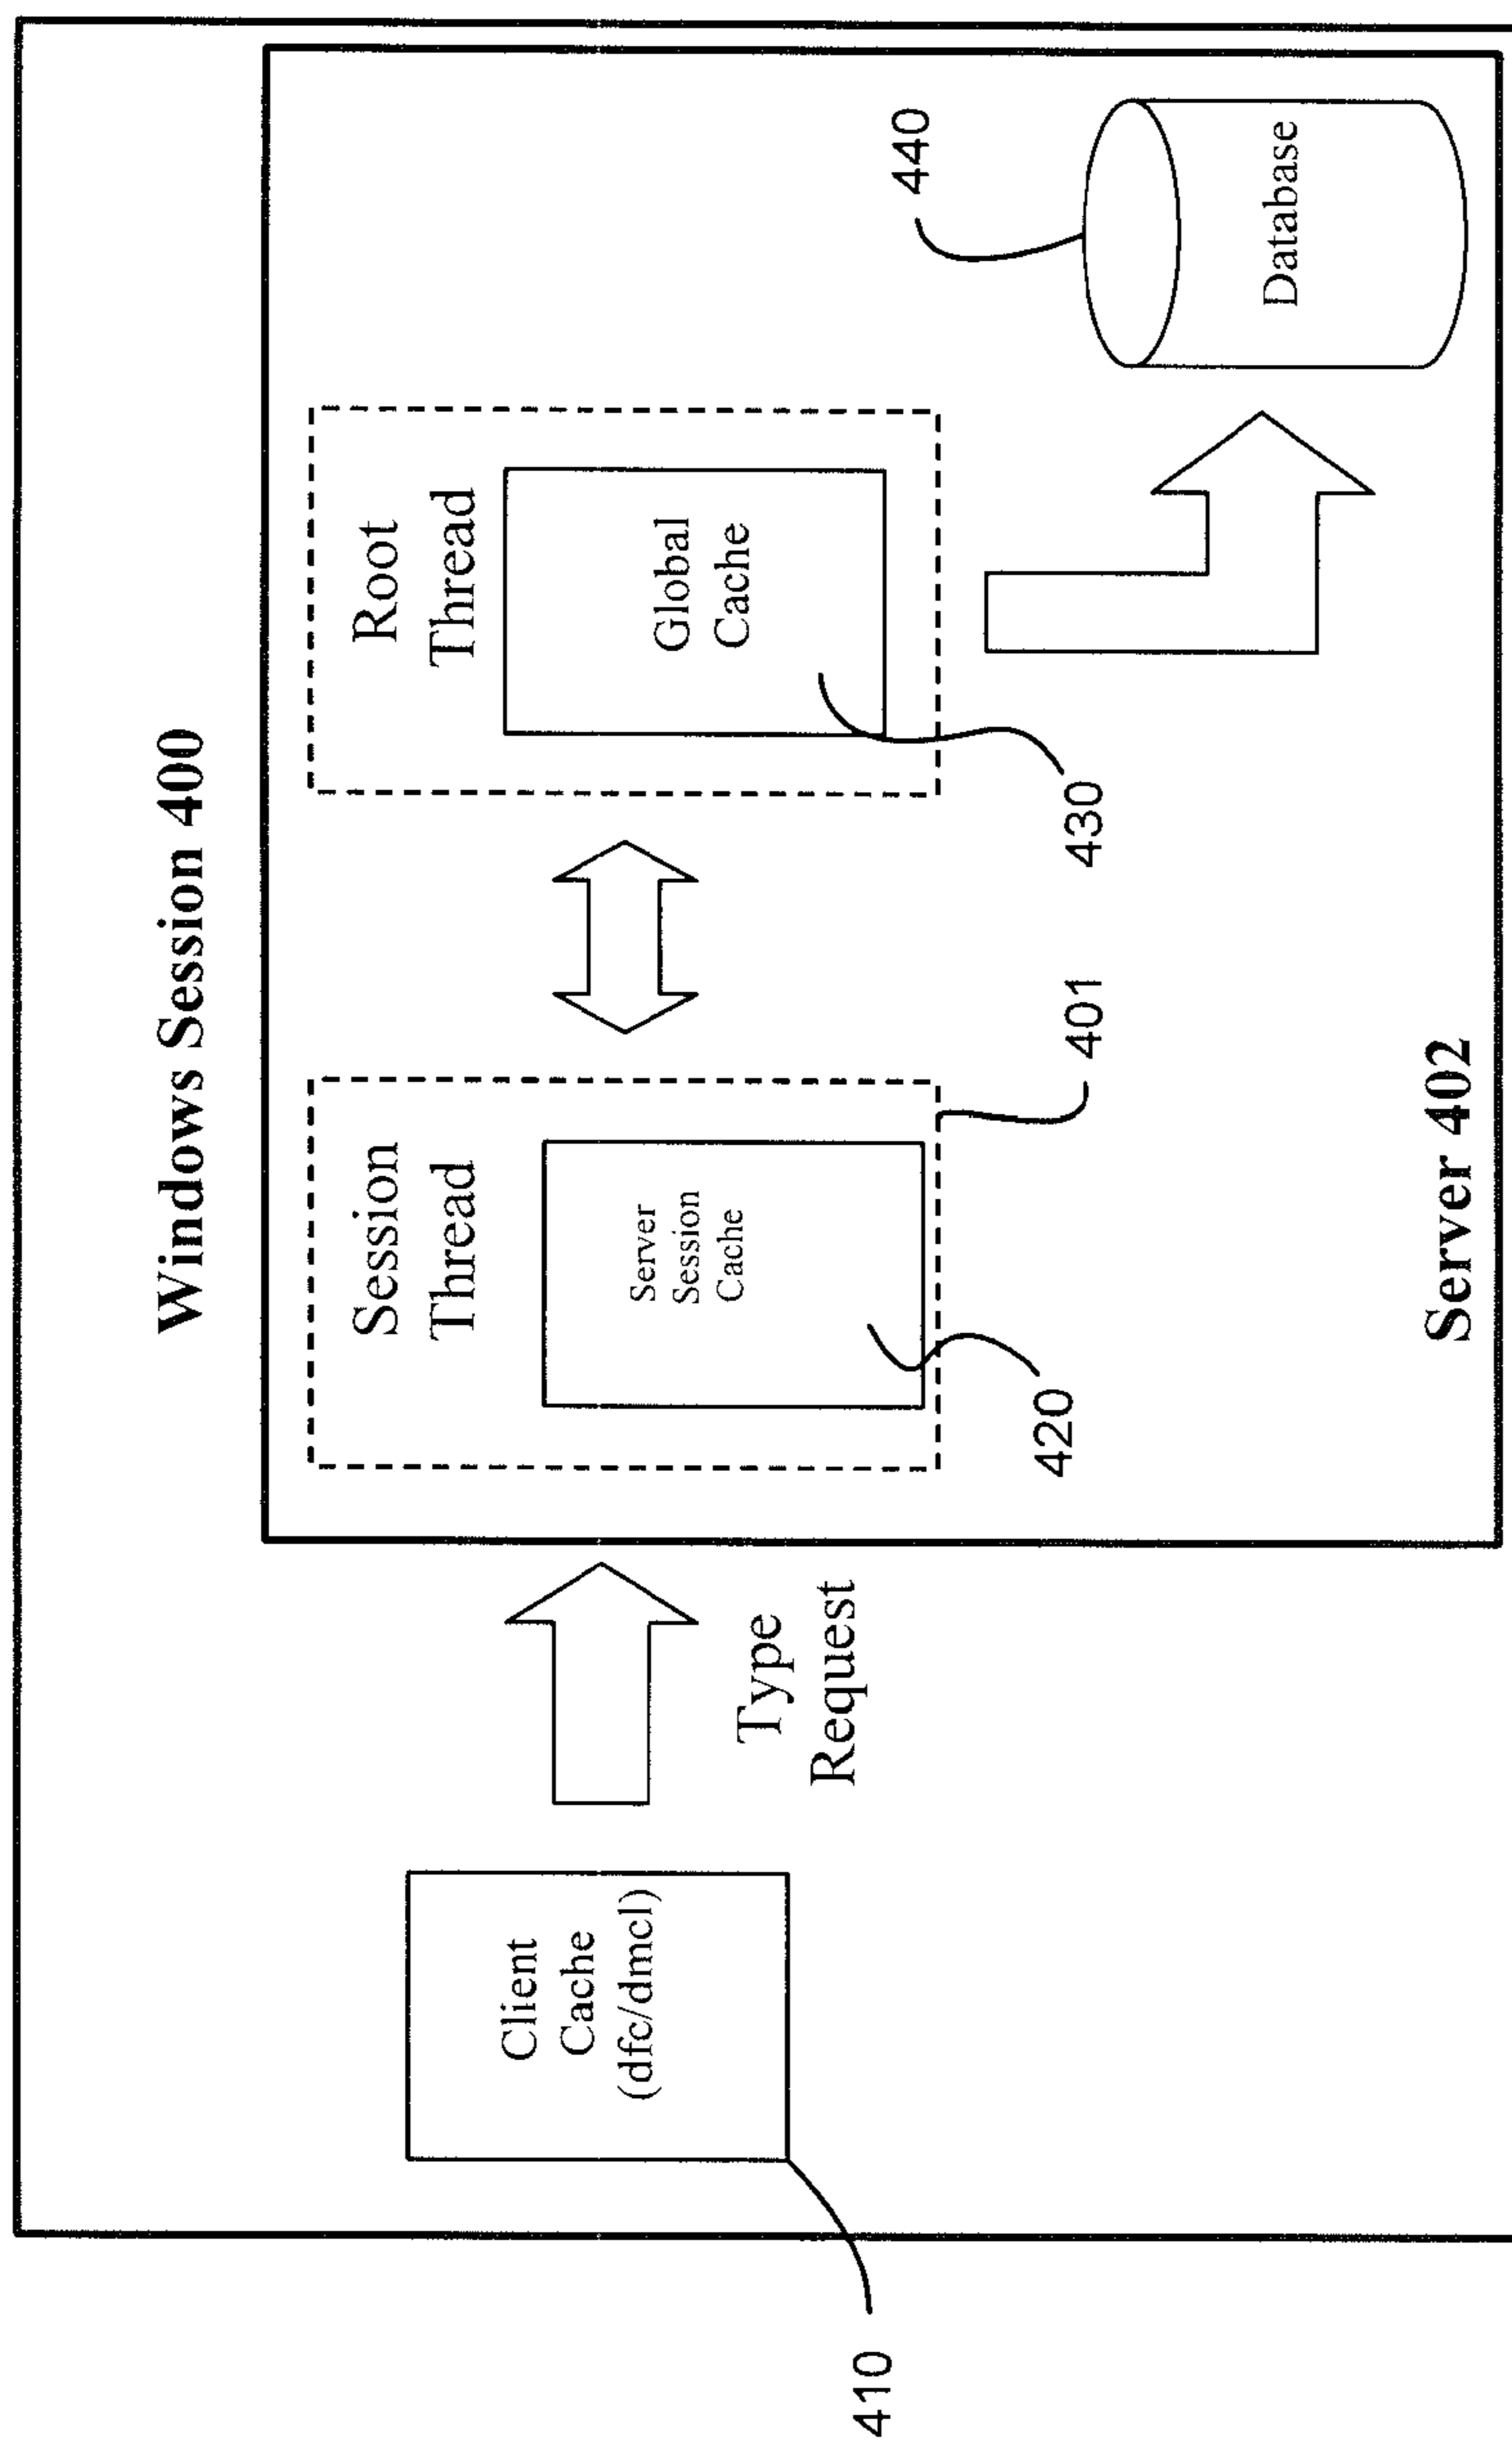 Windows Session 400
Client
Cache
(dfc/dmcl)
410
Type
Request
Session
Thread
Server
Session
Cache
420
401
Root
Thread
Global
Cache
430
440
Database
Server 402